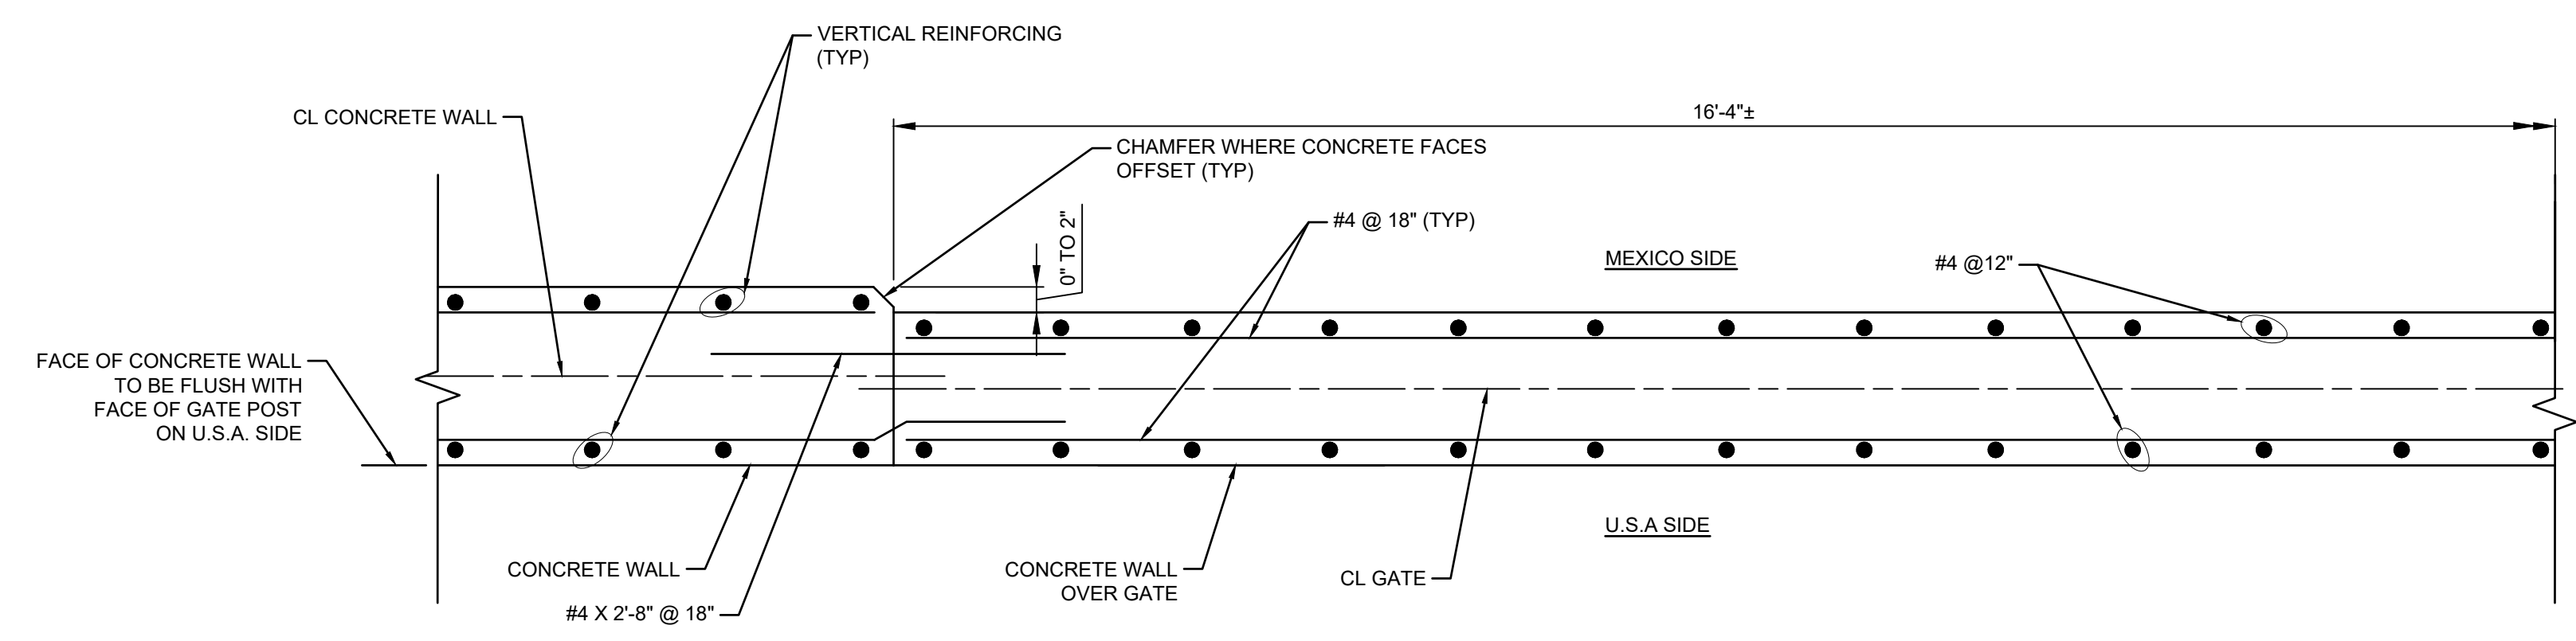 VERTICAL REINFORCING
(TYP)
CL CONCRETE WALL
16'-4"±
CHAMFER WHERE CONCRETE FACES
OFFSET (TYP)
0" TO 2"
#4 @ 18" (TYP)
MEXICO SIDE
#4 @12"
FACE OF CONCRETE WALL
TO BE FLUSH WITH
FACE OF GATE POST
ON U.S.A. SIDE
U.S.A SIDE
CONCRETE WALL
#4 X 2'-8" @ 18"
CONCRETE WALL
OVER GATE
CL GATE